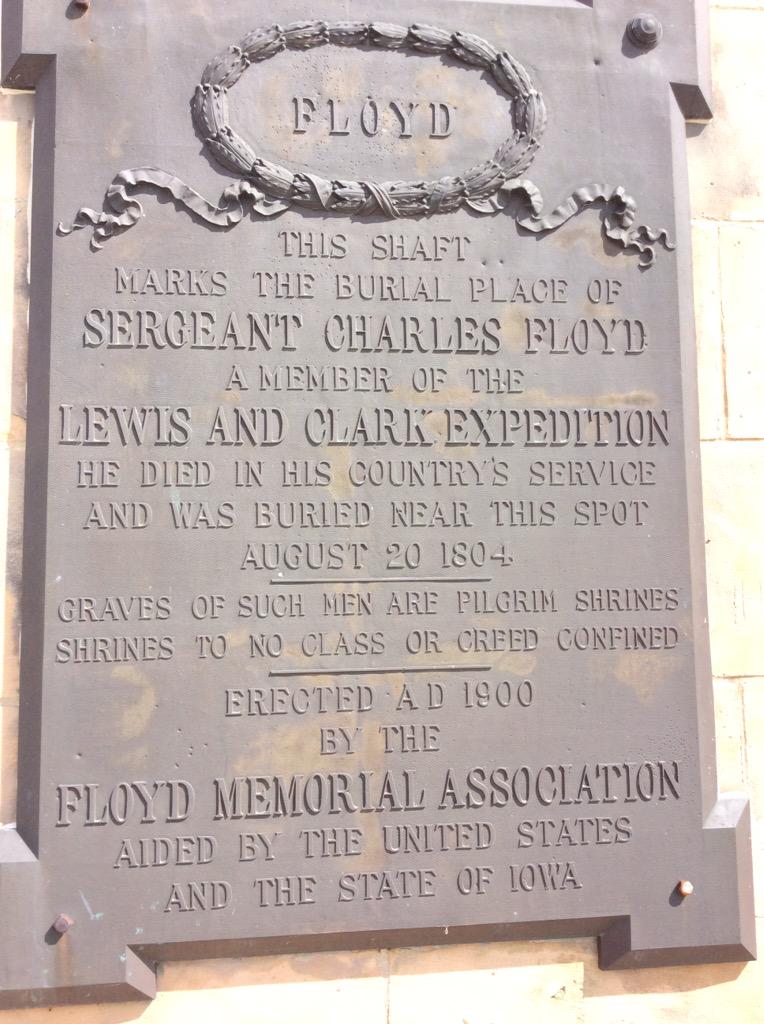 FLOYD
THIS SHAFT
MARKS THE BURIAL PLACE OF
SERGEANT CHARLES FLOYD
A MEMBER OF THE
LEWIS AND CLARK EXPEDITION
HE DIED IN HIS COUNTRY'S SERVICE
AND WAS BURIED NEAR THIS SPOT
AUGUST 20 1804
GRAVES OF SUCH MEN ARE PILGRIM SHRINES
SHRINES TO NO CLASS OR CREED CONFINED
ERECTED A D 1900
BY THE
FLOYD MEMORIAL ASSOCIATION
AIDED BY THE UNITED STATES
AND THE STATE OF IOWA